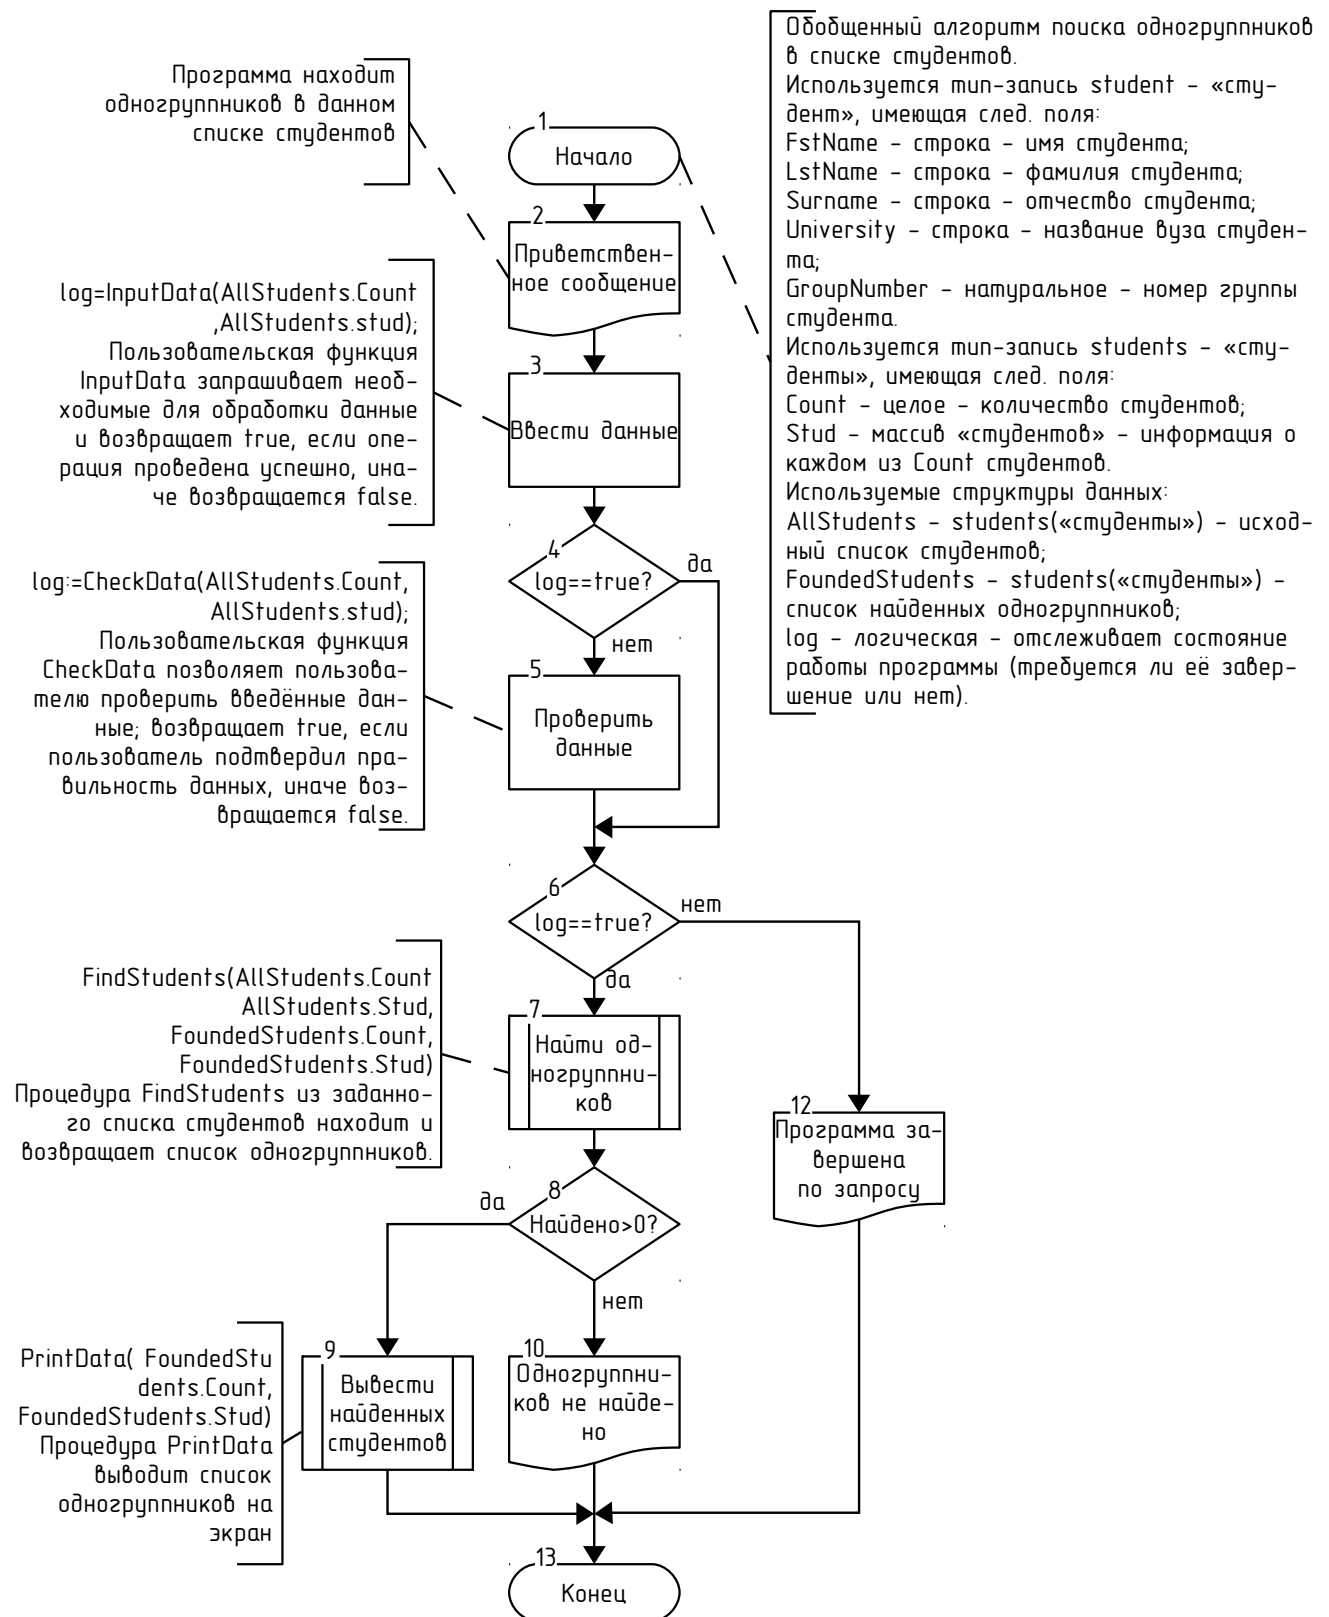 Обобщенный алгоритм поиска одногруппников
в списке студентов.
Используется тип-запись student - «сту-
дент», имеющая след. поля:
FstName - строка - имя студента;
LstName - строка - фамилия студента;
Surname - строка - отчество студента;
University - строка - название вуза студен-
та;
GroupNumber - натуральное - номер группы
студента.
Используется тип-запись students - «сту-
денты», имеющая след. поля:
Count - целое - количество студентов;
Stud - массив «студентов» - информация о
каждом из Count студентов.
Используемые структуры данных:
AllStudents - students(«студенты») - исход-
ный список студентов;
FoundedStudents - students(«студенты») -
список найденных одногруппников;
log - логическая - отслеживает состояние
работы программы (требуется ли её завер-
шение или нет).
Программа находит
одногруппников в данном
списке студентов
1
Начало
2
Приветствен-
ное сообщение
log=InputData(AllStudents.Count
,AllStudents.stud);
Пользовательская функция
InputData запрашивает необ-
ходимые для обработки данные
и возвращает true, если опе-
рация проведена успешно, ина-
че возвращается false.
3
Ввести данные
4
log==true?
да
нет
log:=CheckData(AllStudents.Count,
AllStudents.stud);
Пользовательская функция
CheckData позволяет пользова-
телю проверить введённые дан-
ные; возвращает true, если
пользователь подтвердил пра-
вильность данных, иначе воз-
вращается false.
5
Проверить
данные
6
log==true?
нет
да
FindStudents(AllStudents.Count
AllStudents.Stud,
FoundedStudents.Count,
FoundedStudents.Stud)
Процедура FindStudents из заданно-
го списка студентов находит и
возвращает список одногруппников.
7
Найти од-
ногруппни-
ков
12
Программа за-
вершена
по запросу
8
Найдено>0?
да
нет
PrintData( FoundedStu
dents.Count,
FoundedStudents.Stud)
Процедура PrintData
выводит список
одногруппников на
экран
9
Вывести
найденных
студентов
10
Одногруппни-
ков не найде-
но
13
Конец